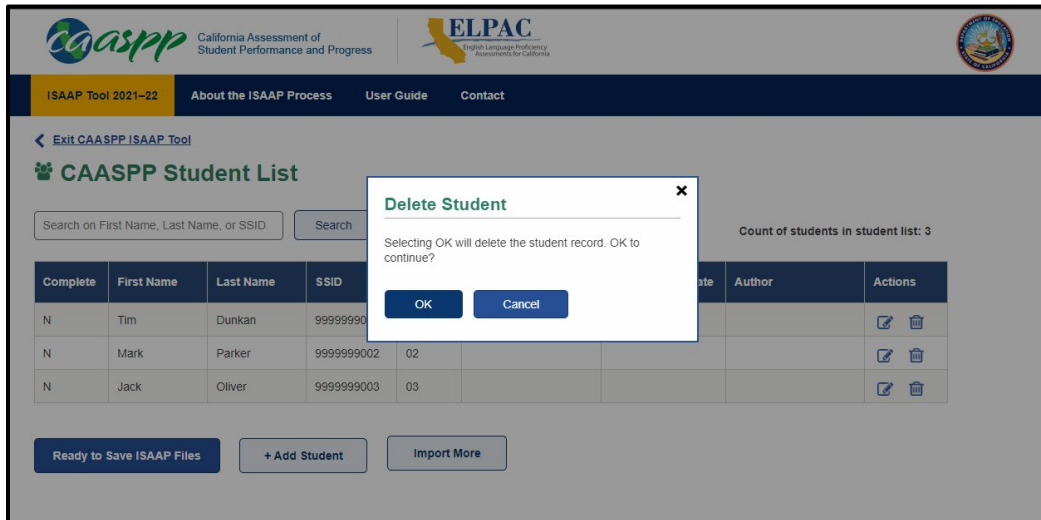 caaspp California Assessment of
Student Performance and Progress
ELPAC
English Language Proficiency
Assessments for California
ISAAP Tool 2021–22 About the ISAAP Process User Guide Contact
Exit CAASPP ISAAP Tool
CAASPP Student List
Delete Student
Search on First Name, Last Name, or SSID Search
Selecting OK will delete the student record. OK to
continue?
Count of students in student list: 3
OK Cancel
Complete First Name Last Name SSID ate Author Actions
N Tim Dunkan 99999990
N Mark Parker 9999999002 02
N Jack Oliver 9999999003 03
Ready to Save ISAAP Files + Add Student Import More